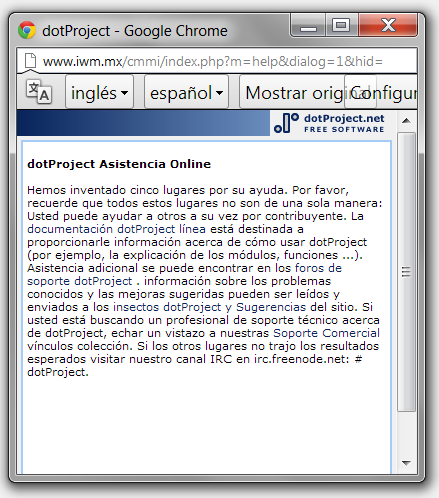 dotProject - Google Chrome
www.iwm.mx/cmmi/index.php?m=help&dialog=1&hid=
inglés español Mostrar original Configur
dotProject.net
FREE SOFTWARE
dotProject Asistencia Online
Hemos inventado cinco lugares por su ayuda. Por favor,
recuerde que todos estos lugares no son de una sola manera:
Usted puede ayudar a otros a su vez por contribuyente. La
documentación dotProject línea está destinada a
proporcionarle información acerca de cómo usar dotProject
(por ejemplo, la explicación de los módulos, funciones ...).
Asistencia adicional se puede encontrar en los foros de
soporte dotProject . información sobre los problemas
conocidos y las mejoras sugeridas pueden ser leídos y
enviados a los insectos dotProject y Sugerencias del sitio. Si
usted está buscando un profesional de soporte técnico acerca
de dotProject, echar un vistazo a nuestras Soporte Comercial
vínculos colección. Si los otros lugares no trajo los resultados
esperados visitar nuestro canal IRC en irc.freenode.net: #
dotProject.